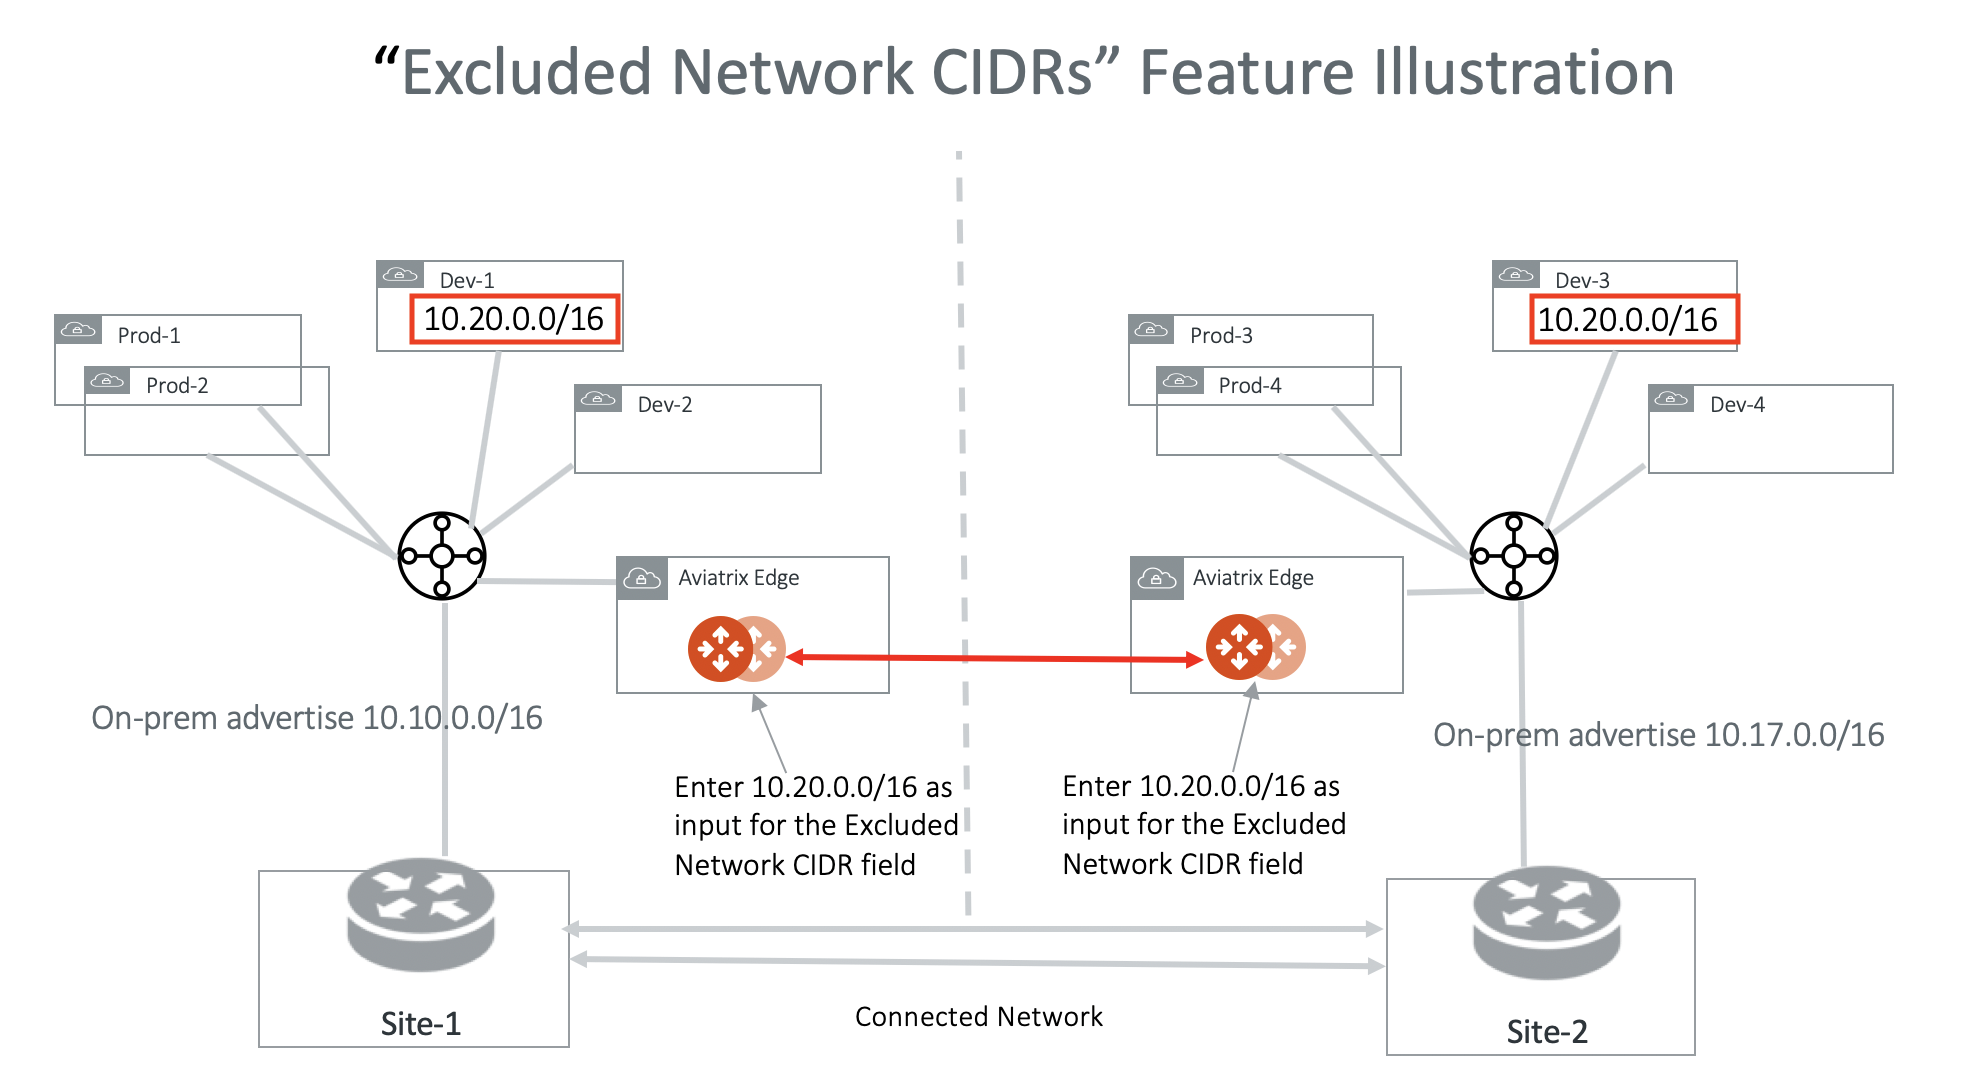 “Excluded Network CIDRs” Feature Illustration
Dev-1
10.20.0.0/16
Prod-1
Prod-2
Dev-2
Dev-3
10.20.0.0/16
Prod-3
Prod-4
Dev-4
Aviatrix Edge
Aviatrix Edge
On-prem advertise 10.10.0.0/16
On-prem advertise 10.17.0.0/16
Enter 10.20.0.0/16 as
input for the Excluded
Network CIDR field
Enter 10.20.0.0/16 as
input for the Excluded
Network CIDR field
Site-1
Connected Network
Site-2